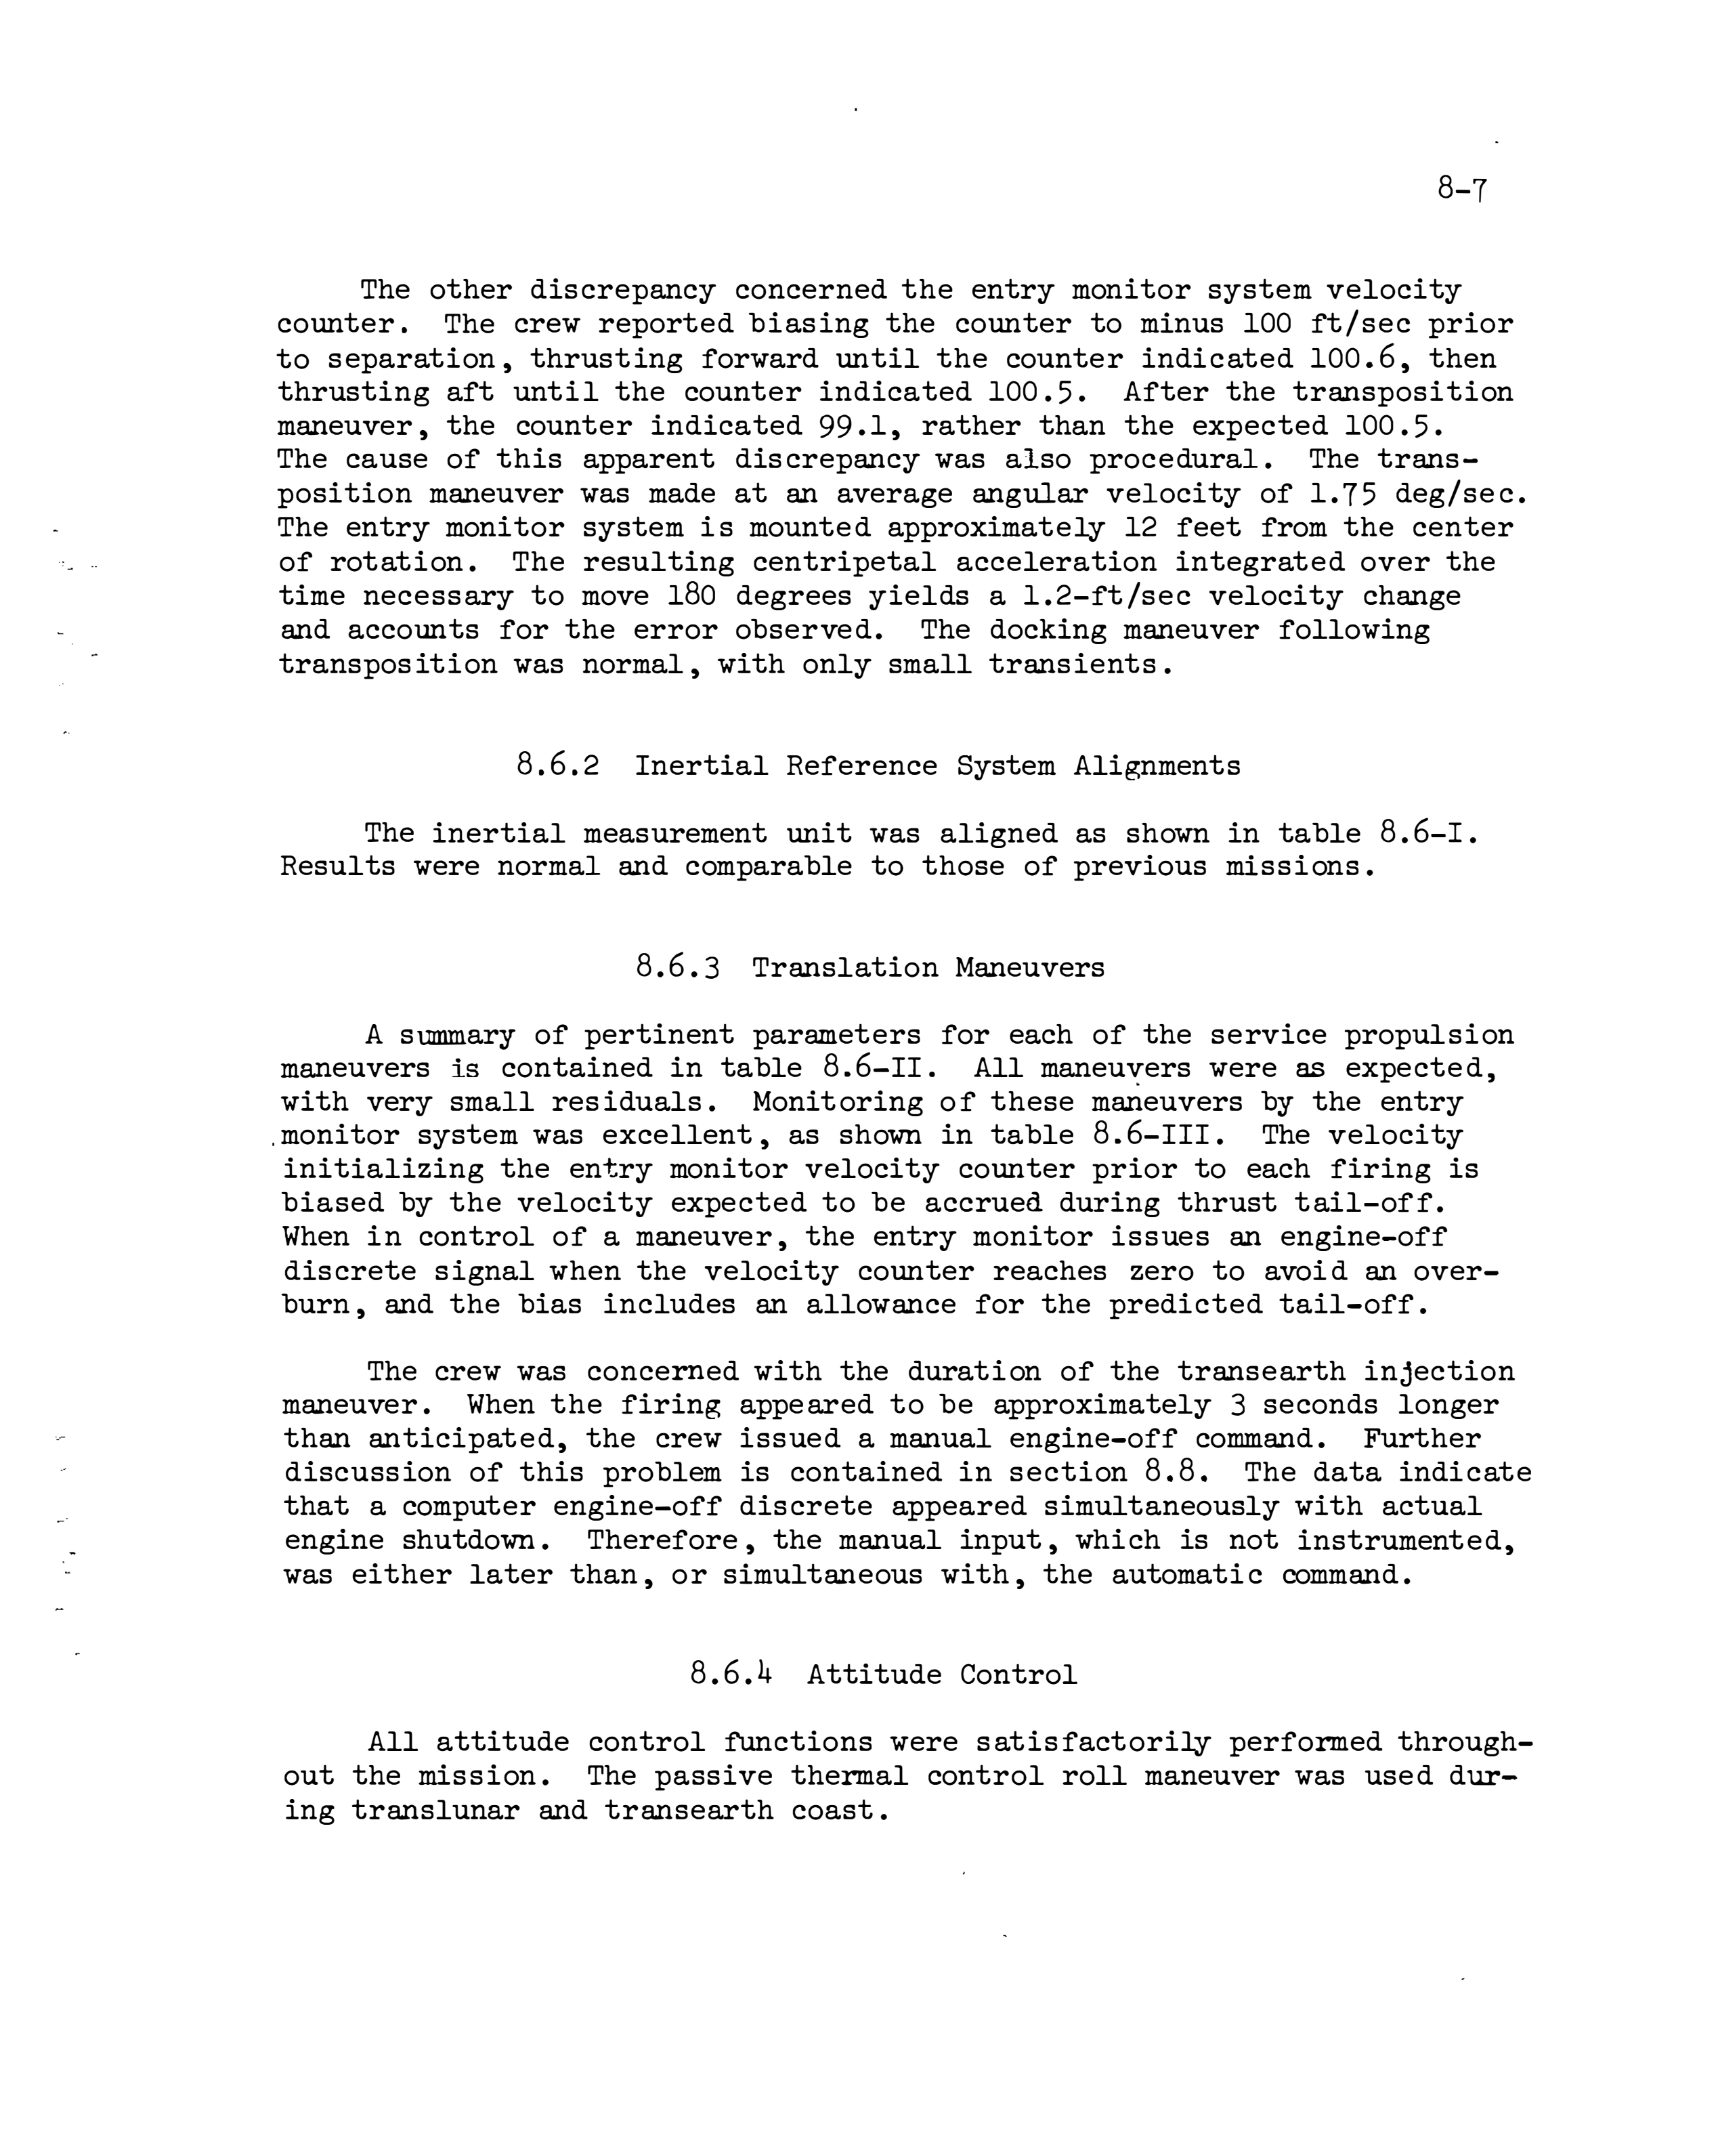 8-7
The other discrepancy concerned the entry monitor system velocity
counter. The crew reported biasing the counter to minus 100 ft/sec prior
to separation, thrusting forward until the counter indicated 100.6, then
thrusting aft until the counter indicated 100.5. After the transposition
maneuver, the counter indicated 99.1, rather than the expected 100.5.
The cause of this apparent discrepancy was also procedural. The trans-
position maneuver was made at an average angular velocity of 1.75 deg/sec.
The entry monitor system is mounted approximately 12 feet from the center
of rotation. The resulting centripetal acceleration integrated over the
time necessary to move 180 degrees yields a 1.2-ft/sec velocity change
and accounts for the error observed. The docking maneuver following
transposition was normal, with only small transients.
8.6.2 Inertial Reference System Alignments
The inertial measurement unit was aligned as shown in table 8.6-I.
Results were normal and comparable to those of previous missions.
8.6.3 Translation Maneuvers
A summary of pertinent parameters for each of the service propulsion
maneuvers is contained in table 8.6-II. All maneuvers were as expected,
with very small residuals. Monitoring of these maneuvers by the entry
monitor system was excellent, as shown in table 8.6-III. The velocity
initializing the entry monitor velocity counter prior to each firing is
biased by the velocity expected to be accrued during thrust tail-off.
When in control of a maneuver, the entry monitor issues an engine-off
discrete signal when the velocity counter reaches zero to avoid an over-
burn, and the bias includes an allowance for the predicted tail-off.
The crew was concerned with the duration of the transearth injection
maneuver. When the firing appeared to be approximately 3 seconds longer
than anticipated, the crew issued a manual engine-off command. Further
discussion of this problem is contained in section 8.8. The data indicate
that a computer engine-off discrete appeared simultaneously with actual
engine shutdown. Therefore, the manual input, which is not instrumented,
was either later than, or simultaneous with, the automatic command.
8.6.4 Attitude Control
All attitude control functions were satisfactorily performed through-
out the mission. The passive thermal control roll maneuver was used dur-
ing translunar and transearth coast.